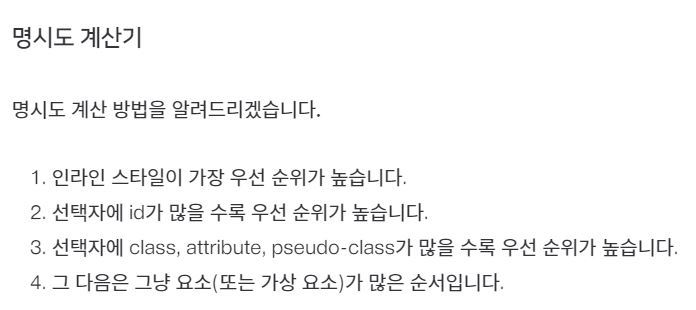 명시도 계산기
명시도 계산 방법을 알려드리겠습니다.
1. 인라인 스타일이 가장 우선 순위가 높습니다.
2. 선택자에 id가 많을 수록 우선 순위가 높습니다.
3. 선택자에 class, attribute, pseudo-class가 많을 수록 우선 순위가 높습니다.
4. 그 다음은 그냥 요소(또는 가상 요소)가 많은 순서입니다.